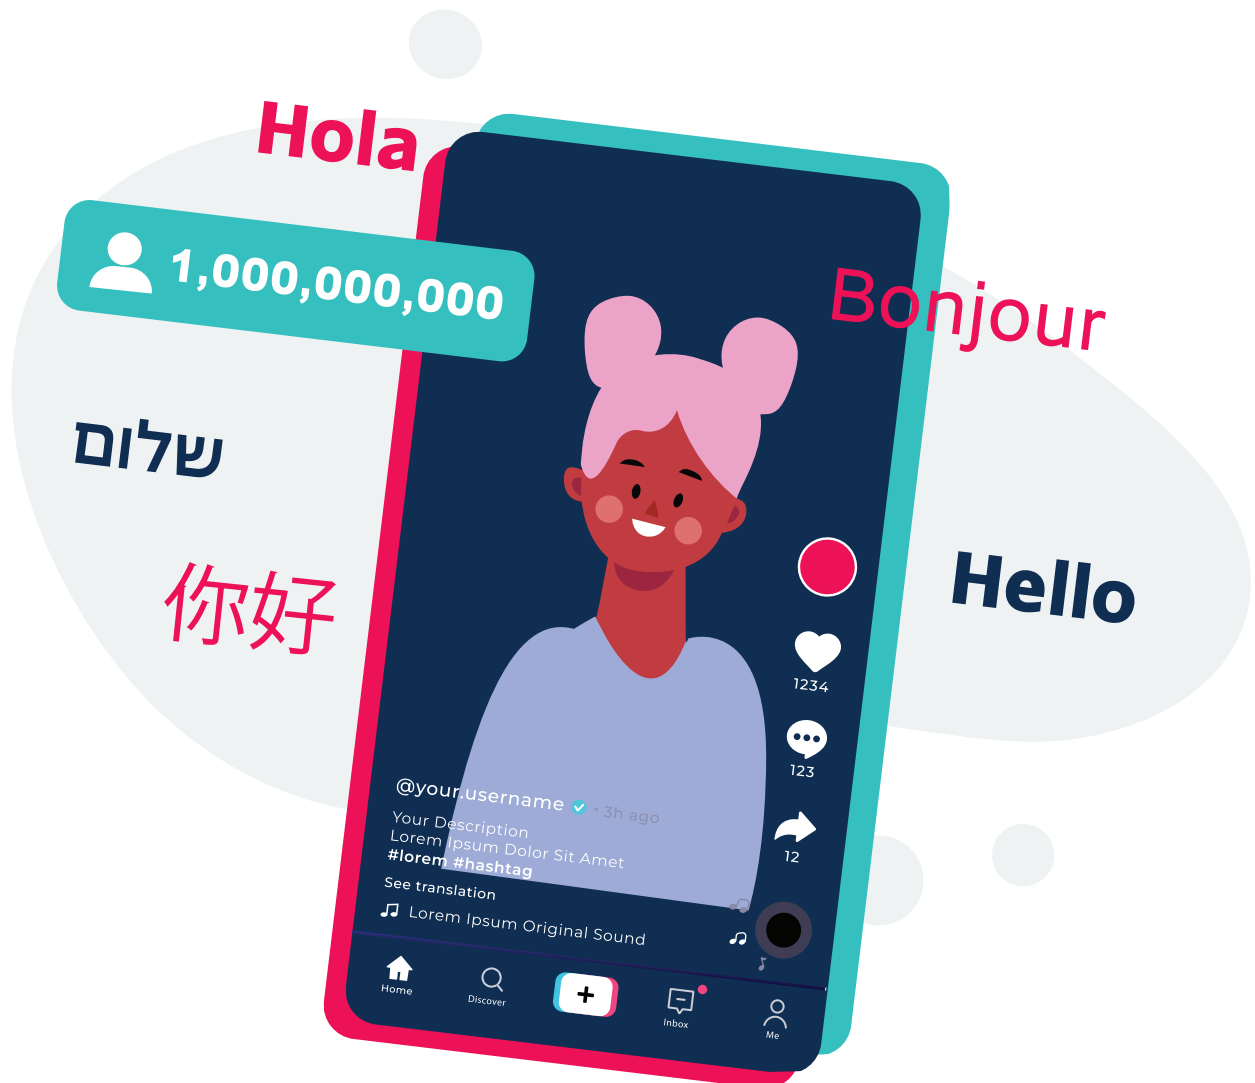 Hola
1,000,000,000
Bonjour
שלום
你好
Hello
1234
123
12
@your.username · 3h ago
Your Description
Lorem Ipsum Dolor Sit Amet
#lorem #hashtag
See translation
Lorem Ipsum Original Sound
Home
Discover
Inbox
Me